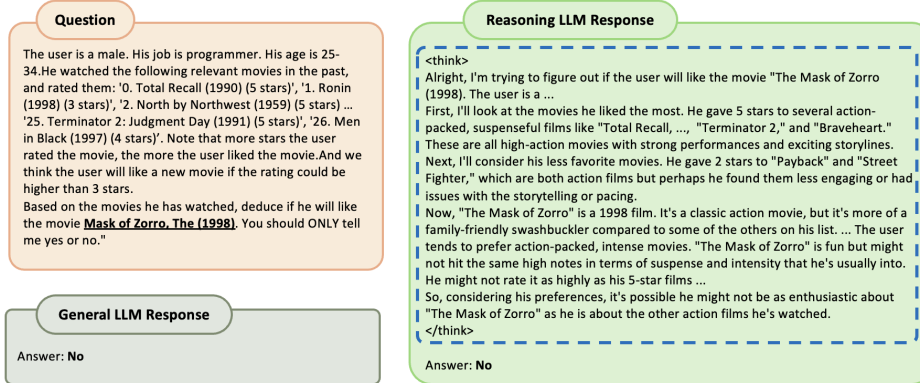 Question
The user is a male. His job is programmer. His age is 25-
34.He watched the following relevant movies in the past,
and rated them: '0. Total Recall (1990) (5 stars)', '1. Ronin
(1998) (3 stars)', '2. North by Northwest (1959) (5 stars) ...
'25. Terminator 2: Judgment Day (1991) (5 stars)', '26. Men
in Black (1997) (4 stars)’. Note that more stars the user
rated the movie, the more the user liked the movie.And we
think the user will like a new movie if the rating could be
higher than 3 stars.
Based on the movies he has watched, deduce if he will like
the movie Mask of Zorro, The (1998). You should ONLY tell
me yes or no."
General LLM Response
Answer: No
Reasoning LLM Response
<think>
Alright, I'm trying to figure out if the user will like the movie "The Mask of Zorro
(1998). The user is a ...
First, I'll look at the movies he liked the most. He gave 5 stars to several action-
packed, suspenseful films like "Total Recall, ..., "Terminator 2," and "Braveheart."
These are all high-action movies with strong performances and exciting storylines.
Next, I'll consider his less favorite movies. He gave 2 stars to "Payback" and "Street
Fighter," which are both action films but perhaps he found them less engaging or had
issues with the storytelling or pacing.
Now, "The Mask of Zorro" is a 1998 film. It's a classic action movie, but it's more of a
family-friendly swashbuckler compared to some of the others on his list. ... The user
tends to prefer action-packed, intense movies. "The Mask of Zorro" is fun but might
not hit the same high notes in terms of suspense and intensity that he's usually into.
He might not rate it as highly as his 5-star films ...
So, considering his preferences, it's possible he might not be as enthusiastic about
"The Mask of Zorro" as he is about the other action films he's watched.
</think>
Answer: No